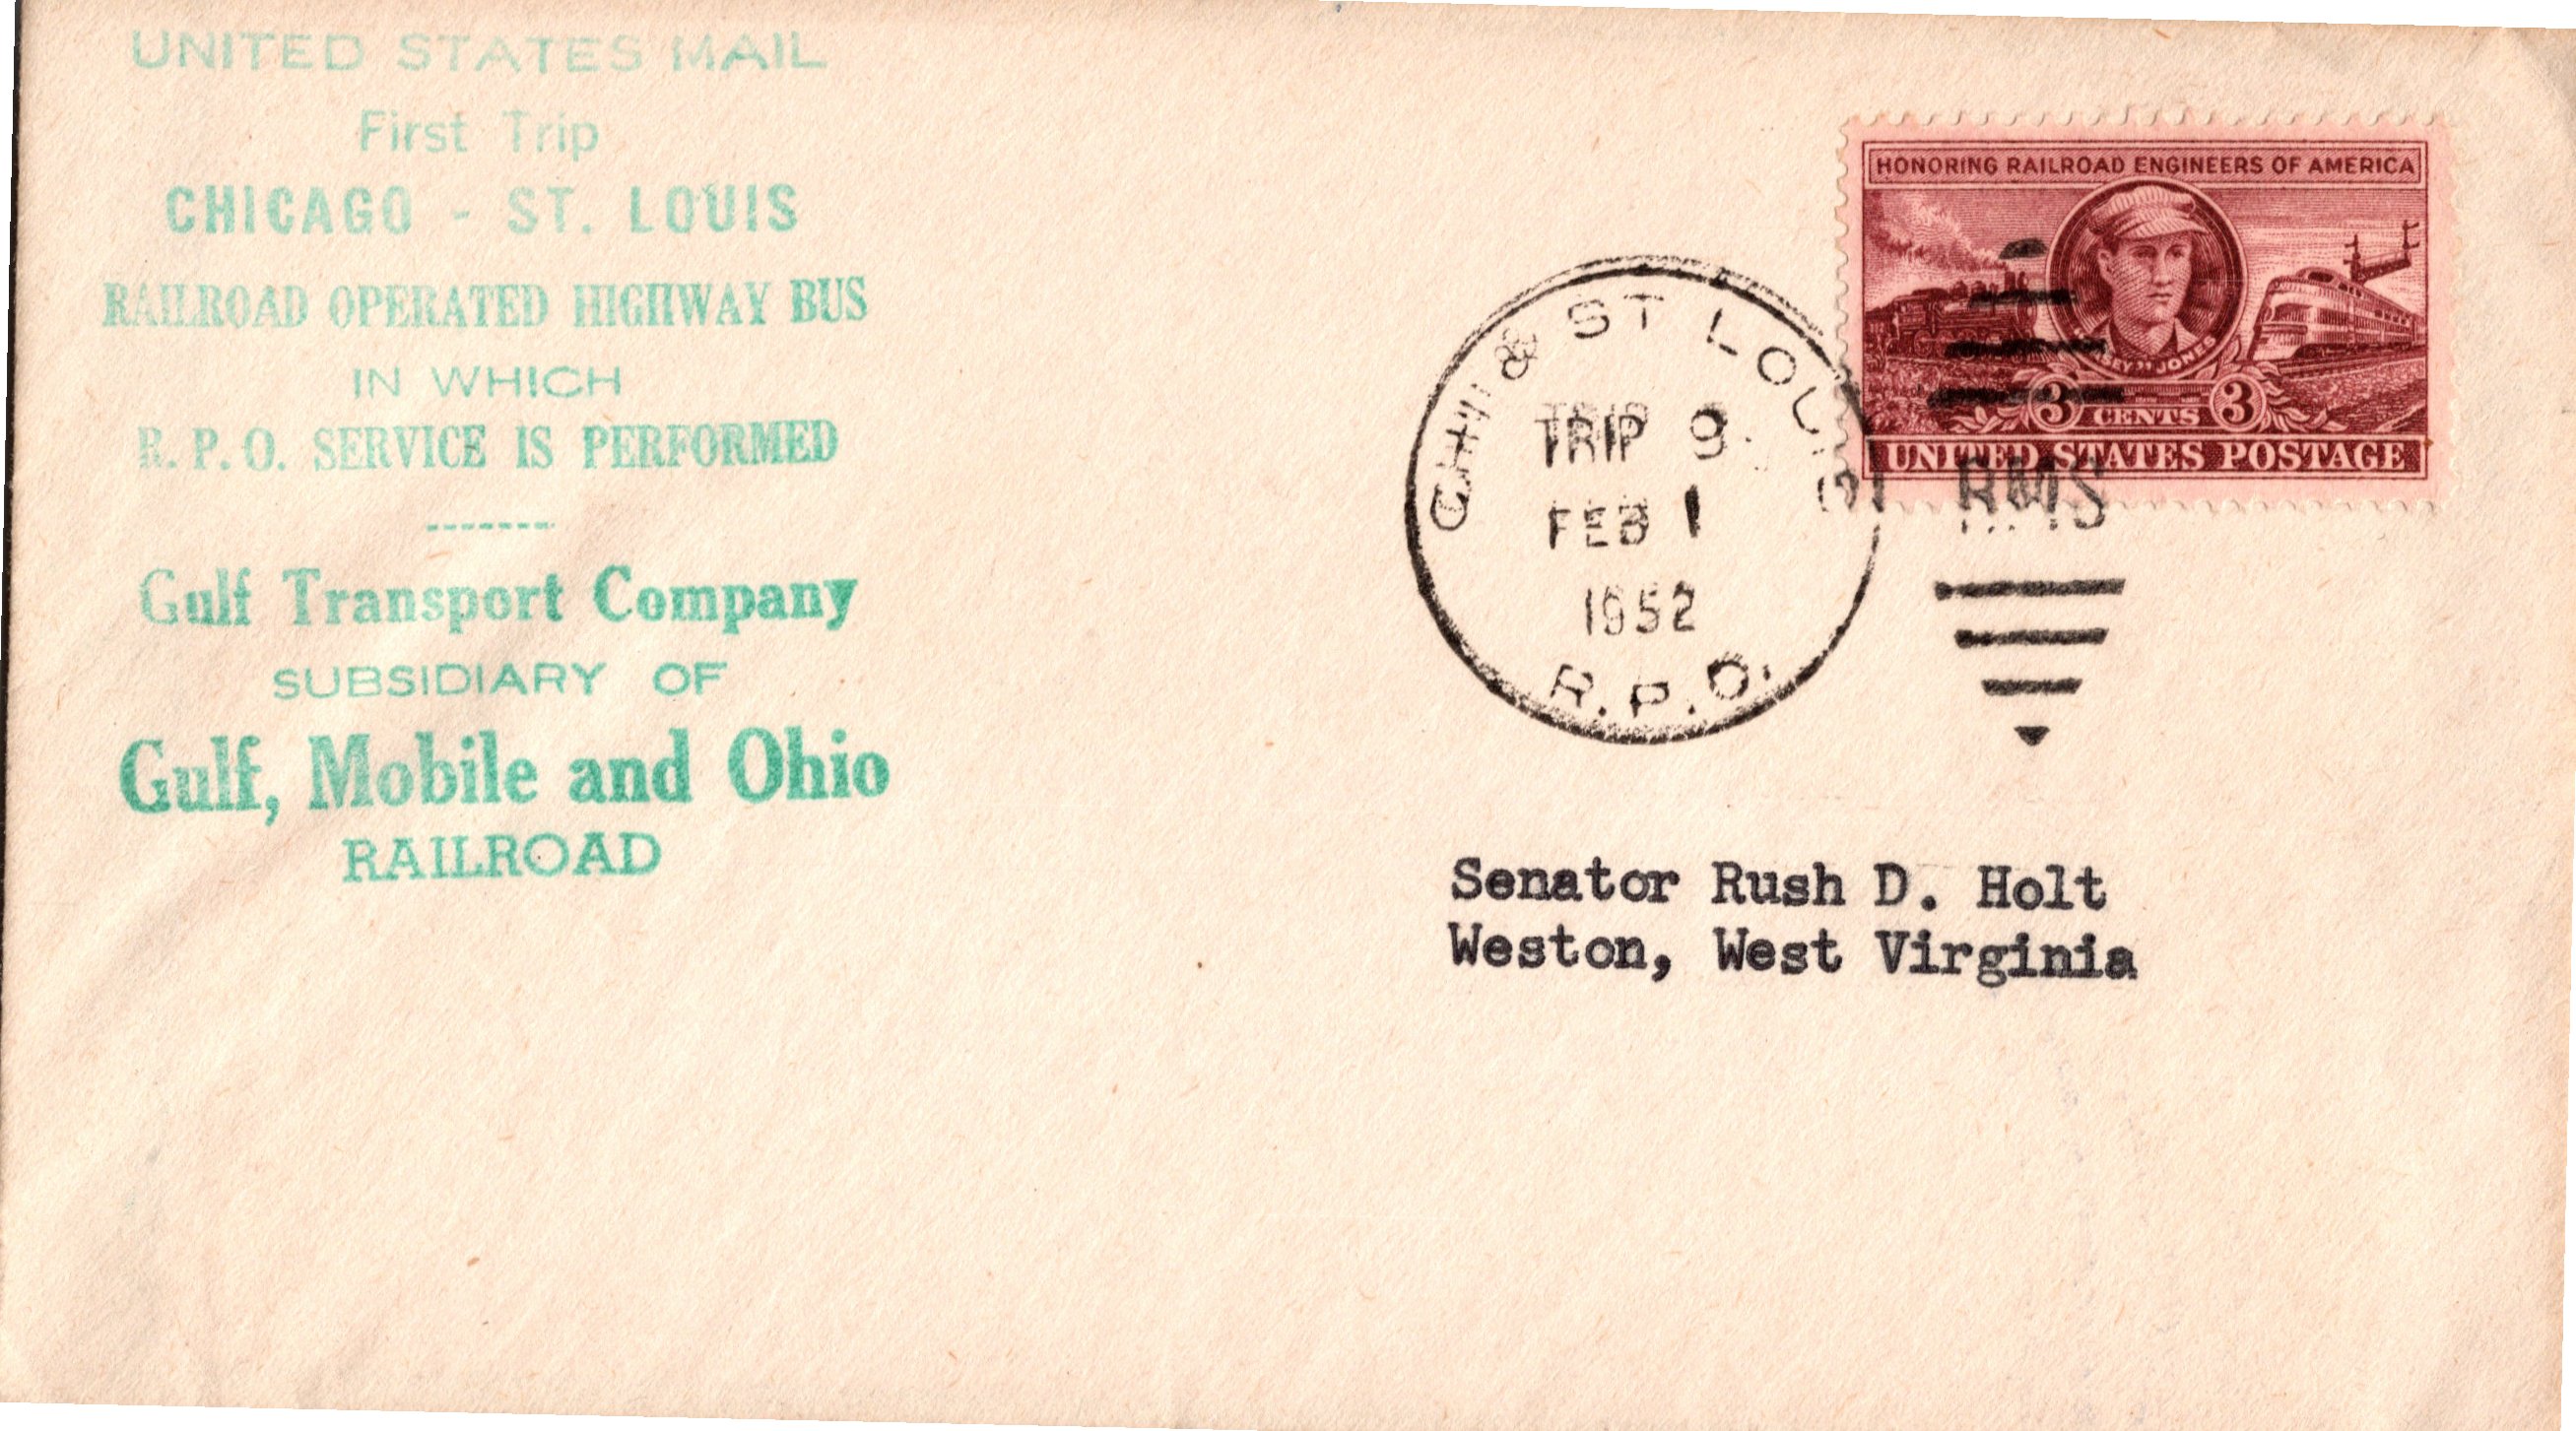 UNITED STATES MAIL
First Trip
CHICAGO - ST. LOUIS
RAILROAD OPERATED HIGHWAY BUS
IN WHICH
R. P. O. SERVICE IS PERFORMED
-------
Gulf Transport Company
SUBSIDIARY OF
Gulf, Mobile and Ohio
RAILROAD
HONORING RAILROAD ENGINEERS OF AMERICA
JONES
3 CENTS 3
UNITED STATES POSTAGE
CHI & ST LOUI
TRIP 9
FEB 1
1952
R.P.O.
RMS
Senator Rush D. Holt
Weston, West Virginia